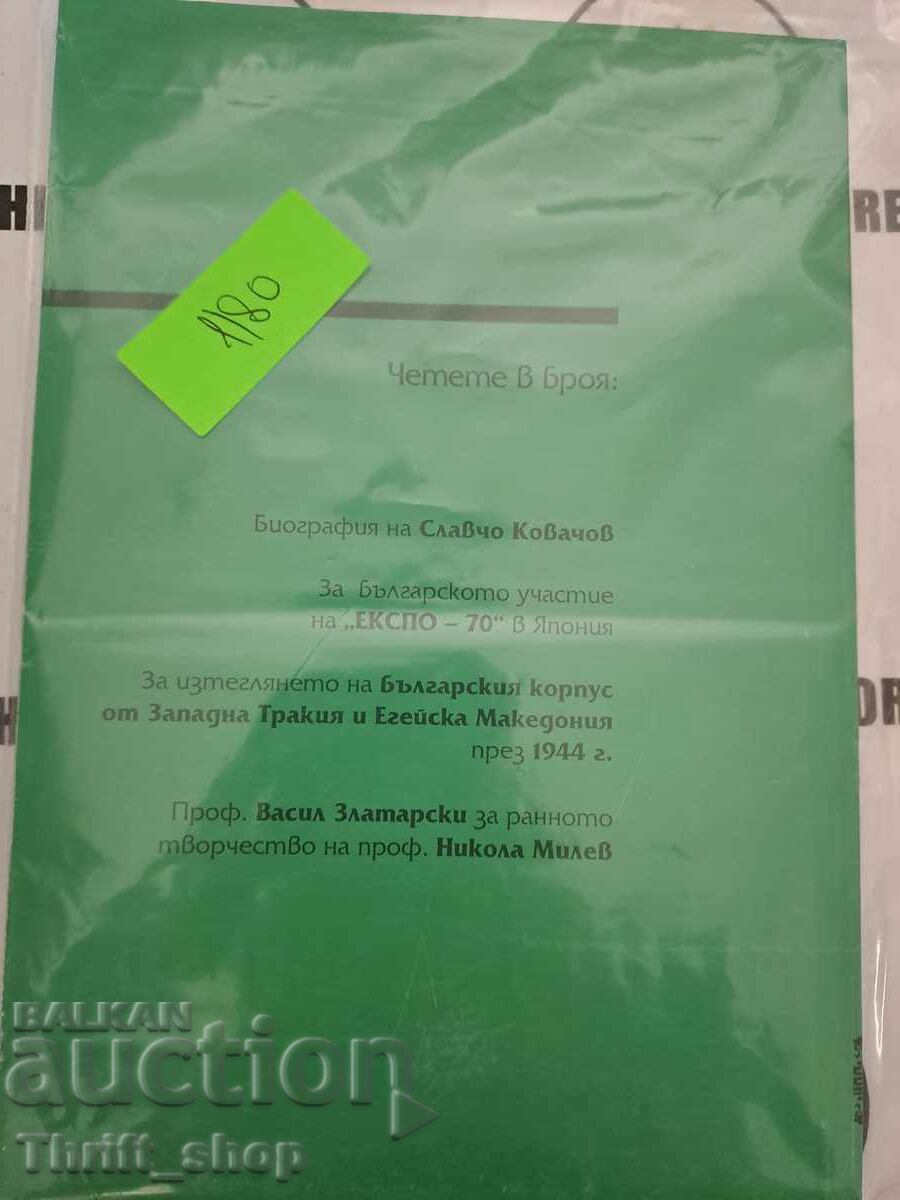 1180
Четете в броя:
Биография на Славчо Ковачов
За българското участие
на „ЕКСПО – 70“ в Япония
За изтеглянето на Българския корпус
от Западна Тракия и Егейска Македония
през 1944 г.
Проф. Васил Златарски за ранното
творчество на проф. Никола Милев
BALKAN
auction
Thrift_shop